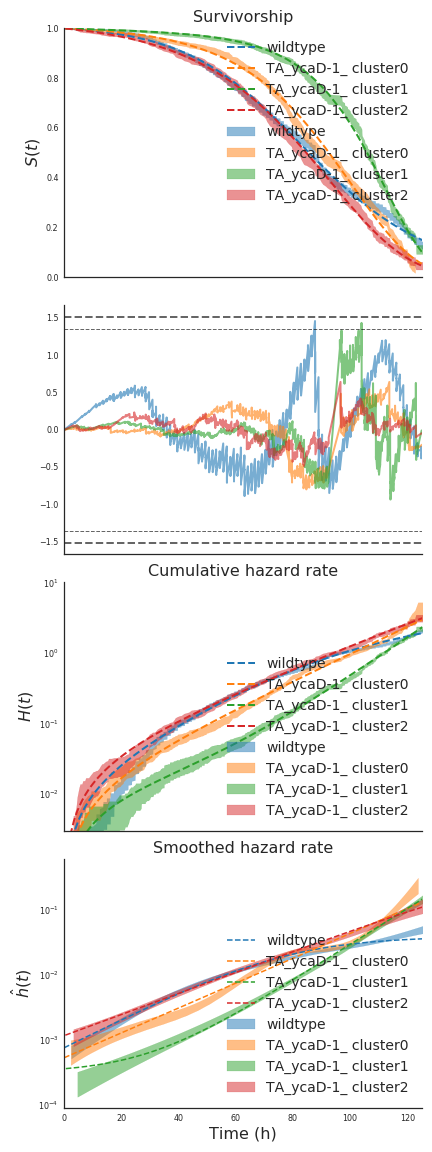 Survivorship
1.0
0.8
0.6
0.4
0.2
0.0
S(t)
wildtype
TA_ycaD-1_ cluster0
TA_ycaD-1_ cluster1
TA_ycaD-1_ cluster2
wildtype
TA_ycaD-1_ cluster0
TA_ycaD-1_ cluster1
TA_ycaD-1_ cluster2
1.5
1.0
0.5
0.0
−0.5
−1.0
−1.5
Cumulative hazard rate
10¹
10⁰
10⁻¹
10⁻²
H(t)
wildtype
TA_ycaD-1_ cluster0
TA_ycaD-1_ cluster1
TA_ycaD-1_ cluster2
wildtype
TA_ycaD-1_ cluster0
TA_ycaD-1_ cluster1
TA_ycaD-1_ cluster2
Smoothed hazard rate
10⁻¹
10⁻²
10⁻³
10⁻⁴
ĥ(t)
wildtype
TA_ycaD-1_ cluster0
TA_ycaD-1_ cluster1
TA_ycaD-1_ cluster2
wildtype
TA_ycaD-1_ cluster0
TA_ycaD-1_ cluster1
TA_ycaD-1_ cluster2
0 20 40 60 80 100 120
Time (h)